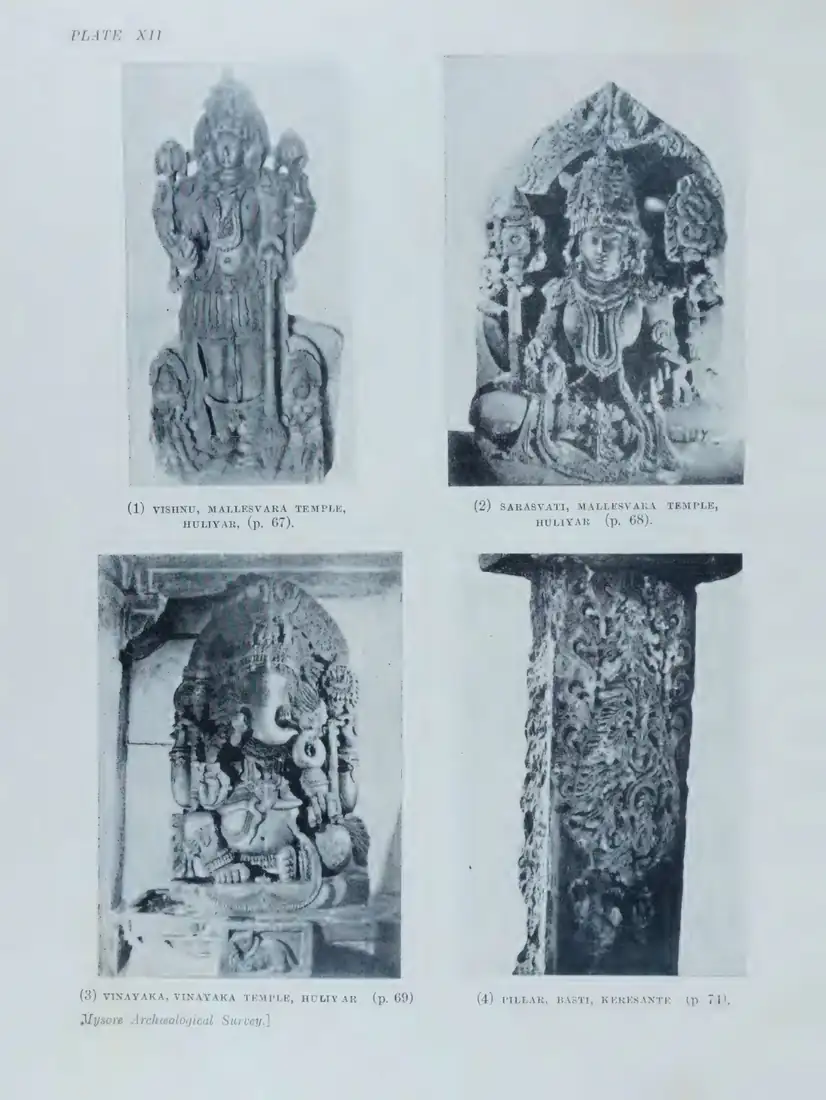 PLATE XII
(1) VISHNU, MALLESVARA TEMPLE,
HULIYAR, (p. 67).
(2) SARASVATI, MALLESVARA TEMPLE,
HULIYAR (p. 68).
(3) VINAYAKA, VINAYAKA TEMPLE, HULIYAR (p. 69)
(4) PILLAR, BASTI, KERESANTE (p 74).
Mysore Archæological Survey.]